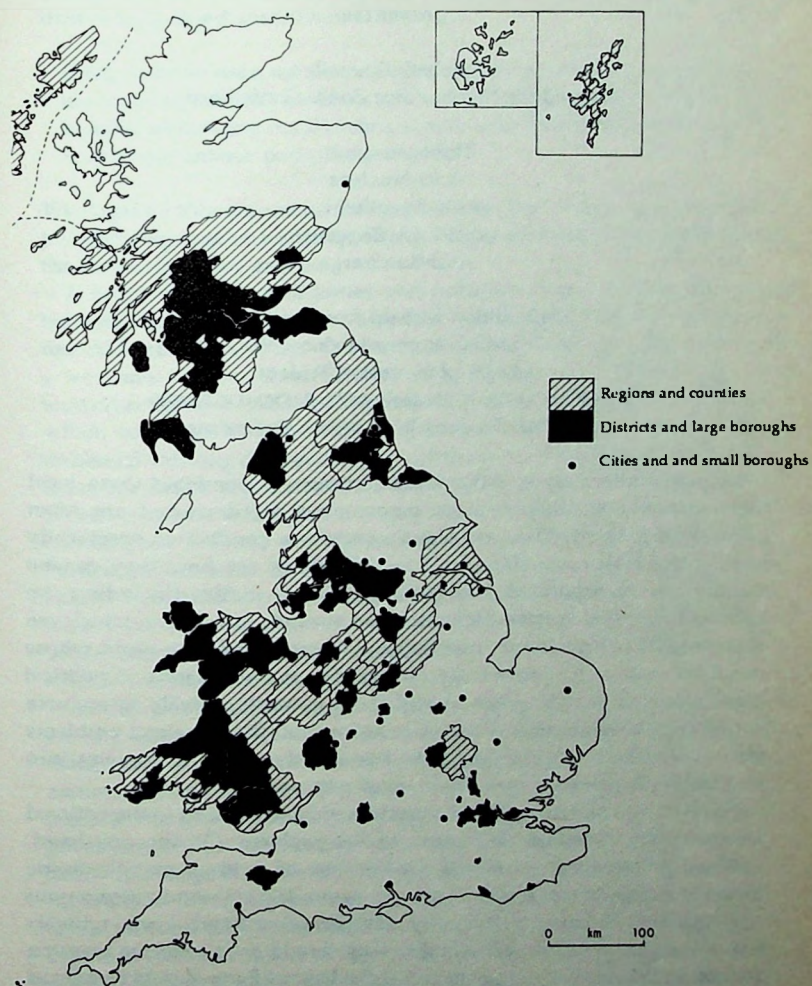 Regions and counties
Districts and large boroughs
Cities and and small boroughs
0 km 100